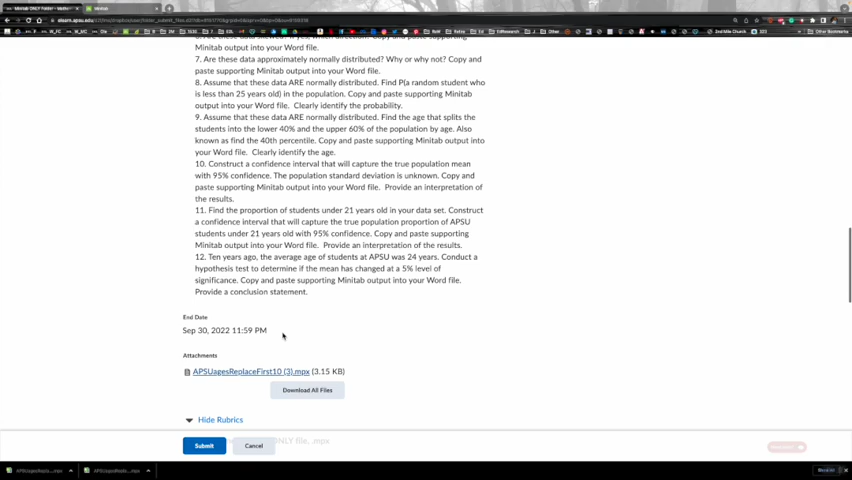 Minitab
Mathem
Other Bookmarks
Minitab output into your Word file.
7. Are these data approximately normally distributed? Why or why not? Copy and
paste supporting Minitab output into your Word file.
8. Assume that these data ARE normally distributed. Find P(a random student who
is less than 25 years old) in the population. Copy and paste supporting Minitab
output into your Word file. Clearly identify the probability.
9. Assume that these data ARE normally distributed. Find the age that splits the
students into the lower 40% and the upper 60% of the population by age. Also
known as find the 40th percentile. Copy and paste supporting Minitab output into
your Word file. Clearly identify the age.
10. Construct a confidence interval that will capture the true population mean
with 95% confidence. The population standard deviation is unknown. Copy and
paste supporting Minitab output into your Word file. Provide an interpretation of
the results.
11. Find the proportion of students under 21 years old in your data set. Construct
a confidence interval that will capture the true population proportion of APSU
students under 21 years old with 95% confidence. Copy and paste supporting
Minitab output into your Word file. Provide an interpretation of the results.
12. Ten years ago, the average age of students at APSU was 24 years. Conduct a
hypothesis test to determine if the mean has changed at a 5% level of
significance. Copy and paste supporting Minitab output into your Word file.
Provide a conclusion statement.
End Date
Sep 30, 2022 11:59 PM
Attachments
APSUagesReplaceFirst10 (3).mpx (3.15 KB)
Download All Files
Hide Rubrics
ONLY file, .mpx
Submit Cancel
APSUagesRepla....mpx APSUagesRepla....mpx Show All